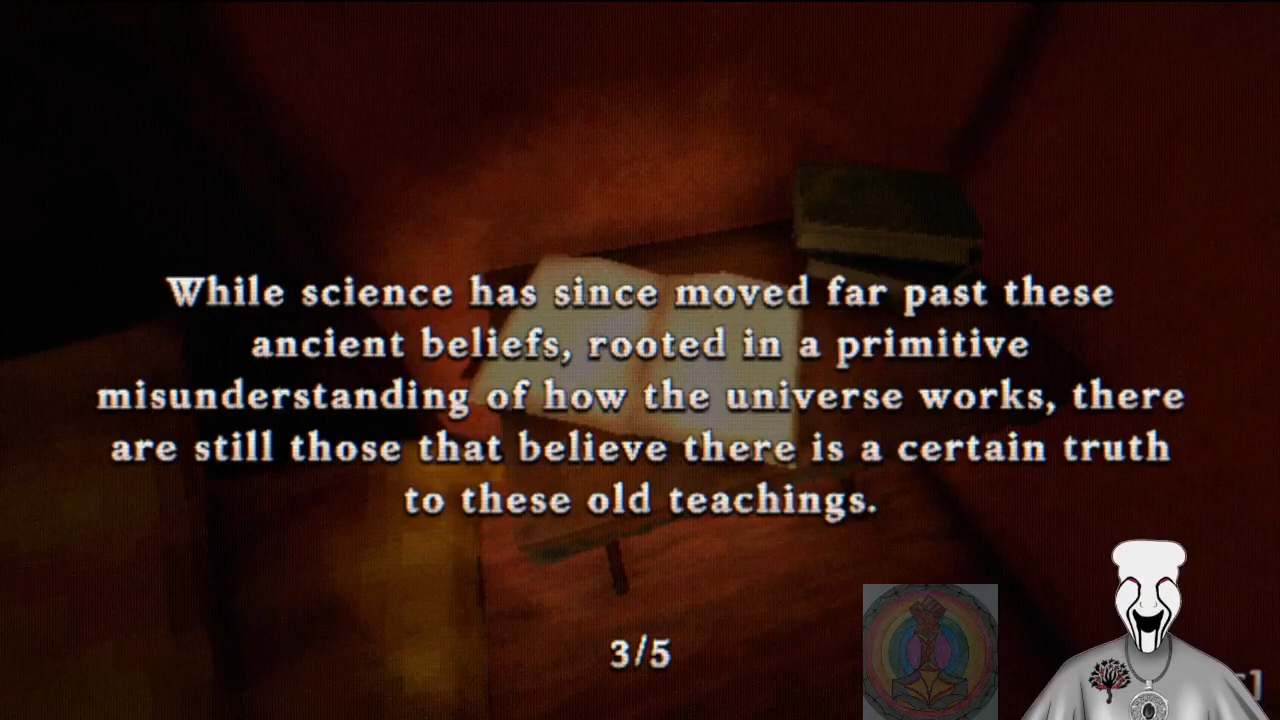 While science has since moved far past these
ancient beliefs, rooted in a primitive
misunderstanding of how the universe works, there
are still those that believe there is a certain truth
to these old teachings.
3/5